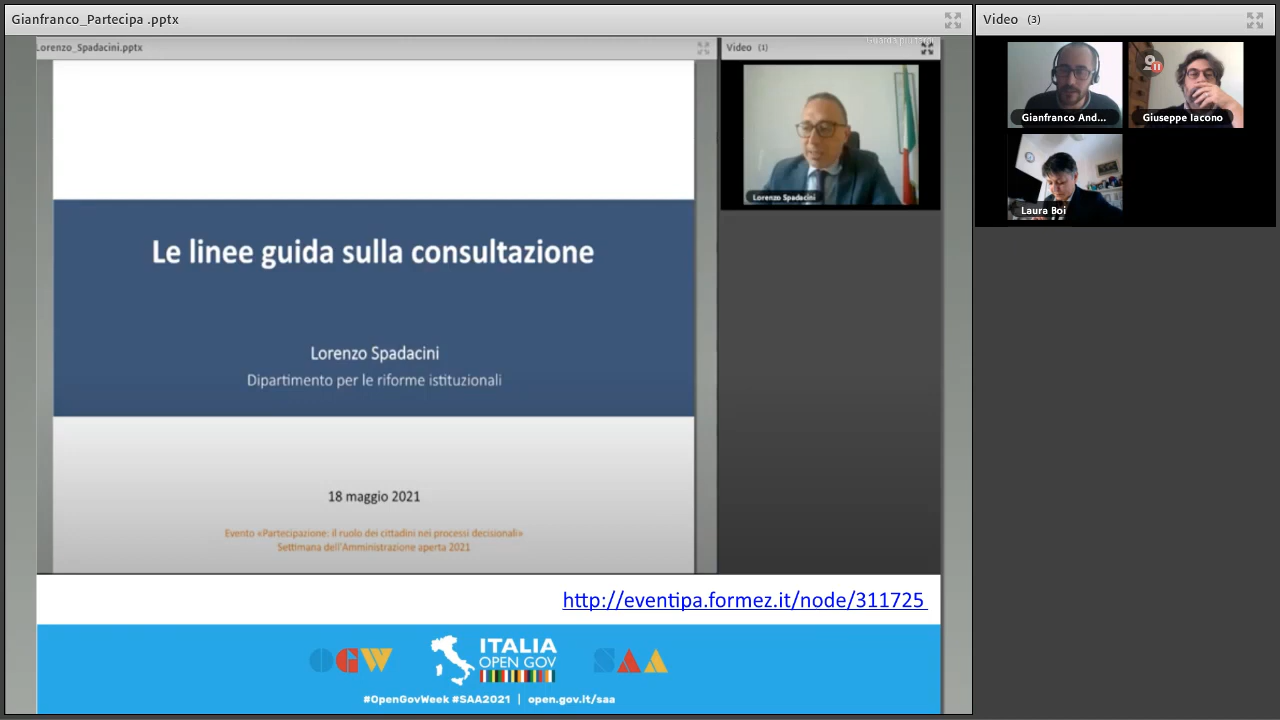 Gianfranco_Partecipa .pptx
Video (3)
Lorenzo_Spadacini.pptx
Video (1)
Lorenzo Spadacini
Gianfranco And...
Giuseppe Iacono
Laura Boi
Le linee guida sulla consultazione
Lorenzo Spadacini
Dipartimento per le riforme istituzionali
18 maggio 2021
Evento «Partecipazione: il ruolo dei cittadini nei processi decisionali»
Settimana dell'Amministrazione aperta 2021
http://eventipa.formez.it/node/311725
OGW
ITALIA
OPEN GOV
SAA
#OpenGovWeek #SAA2021 | open.gov.it/saa